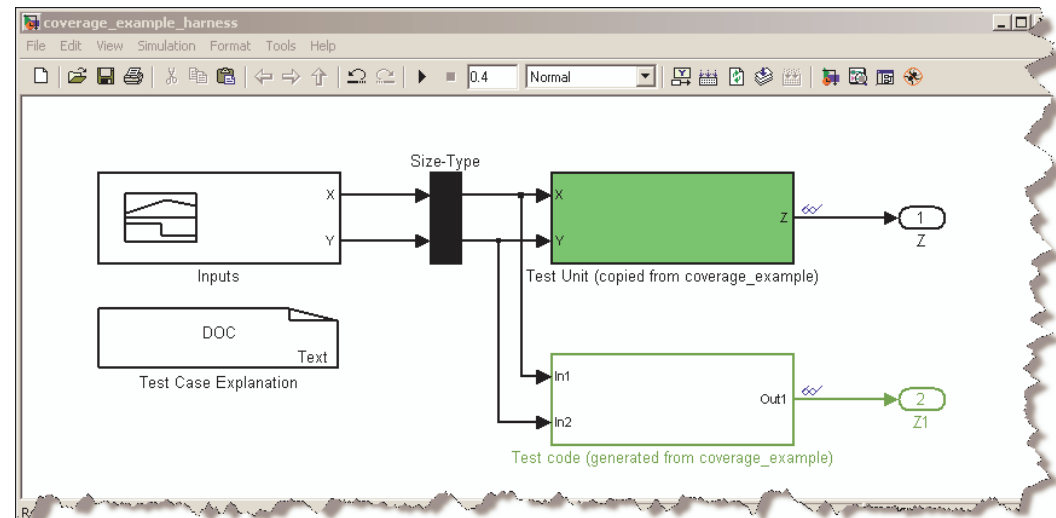 coverage_example_harness
File Edit View Simulation Format Tools Help
0.4 Normal
Size-Type
X
Y
Inputs
X
Y
Z
Test Unit (copied from coverage_example)
1
Z
DOC
Text
Test Case Explanation
In1
In2
Out1
Test code (generated from coverage_example)
2
Z1